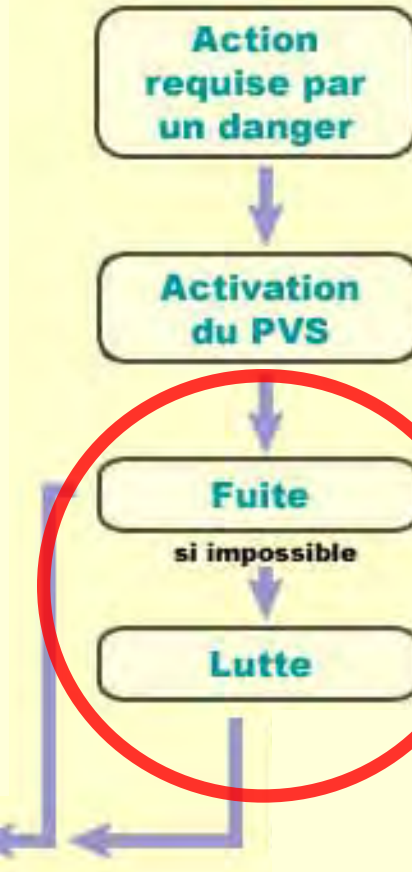 Action
requise par
un danger
Activation
du PVS
Fuite
si impossible
Lutte